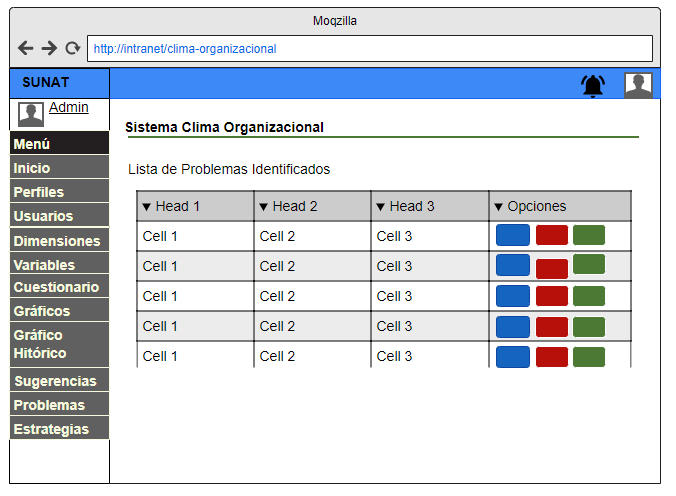 Moqzilla
http://intranet/clima-organizacional
SUNAT
Admin
Menú
Inicio
Perfiles
Usuarios
Dimensiones
Variables
Cuestionario
Gráficos
Gráfico
Hitórico
Sugerencias
Problemas
Estrategias
Sistema Clima Organizacional
Lista de Problemas Identificados
Head 1 Head 2 Head 3 Opciones
Cell 1 Cell 2 Cell 3
Cell 1 Cell 2 Cell 3
Cell 1 Cell 2 Cell 3
Cell 1 Cell 2 Cell 3
Cell 1 Cell 2 Cell 3